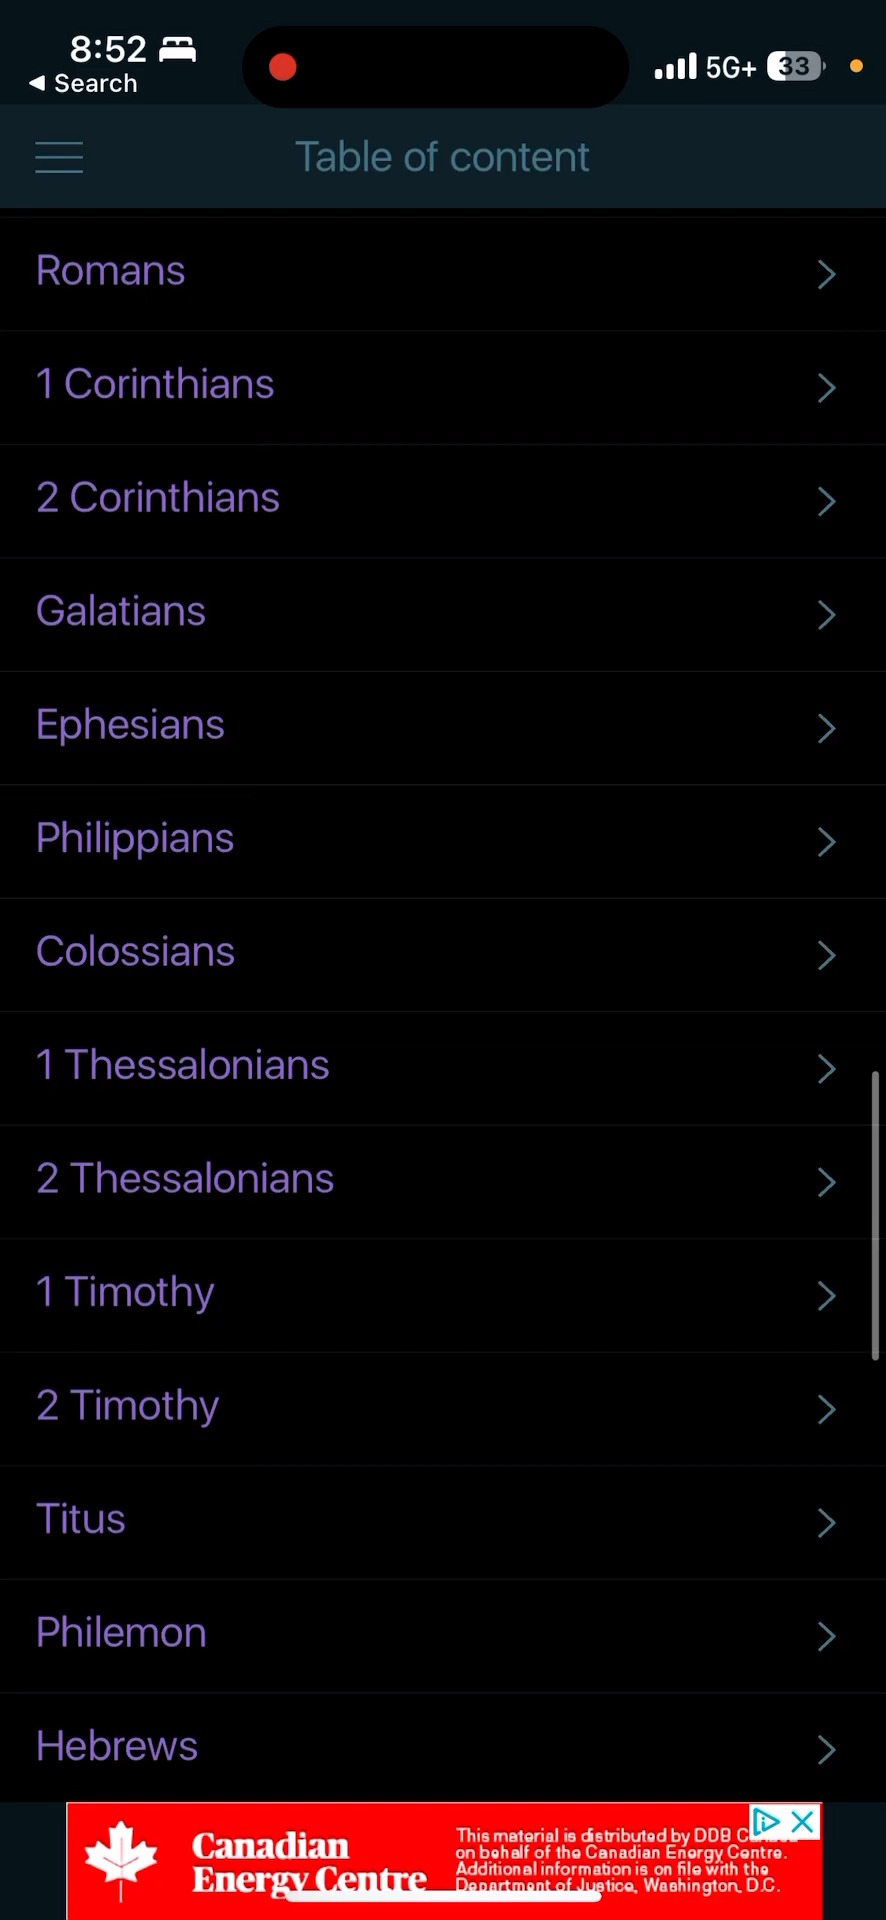 8:52
◀ Search
5G+ 33
Table of content
Romans
1 Corinthians
2 Corinthians
Galatians
Ephesians
Philippians
Colossians
1 Thessalonians
2 Thessalonians
1 Timothy
2 Timothy
Titus
Philemon
Hebrews
Canadian
Energy Centre
This material is distributed by DDB
on behalf of the Canadian Energy Centre.
Additional information is on file with the
Department of Justice, Washington, D.C.